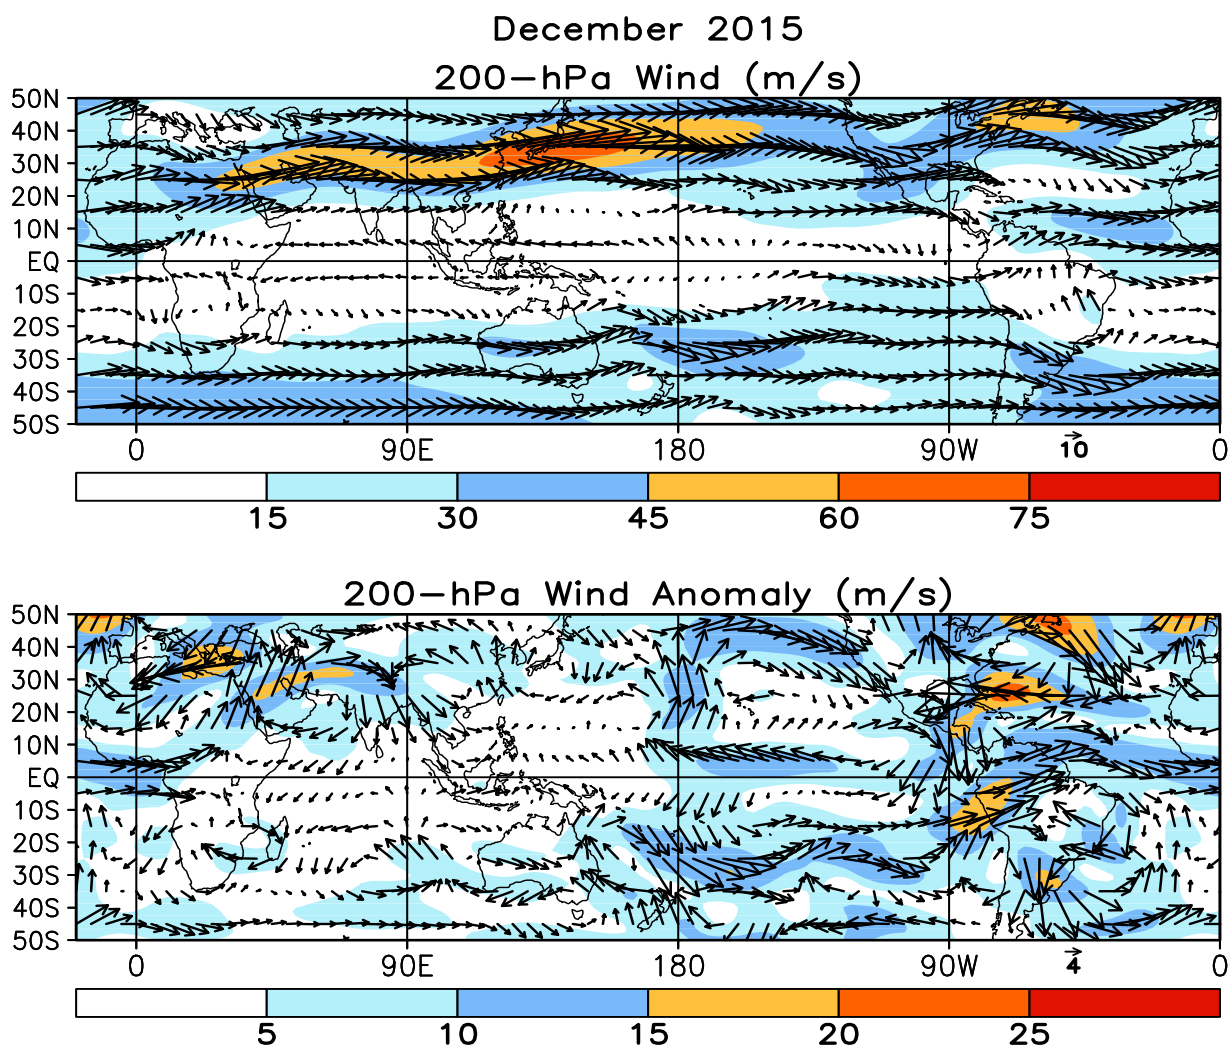 December 2015
200-hPa Wind (m/s)
50N
40N
30N
20N
10N
EQ
10S
20S
30S
40S
50S
0 90E 180 90W 10 0
15 30 45 60 75
200-hPa Wind Anomaly (m/s)
50N
40N
30N
20N
10N
EQ
10S
20S
30S
40S
50S
0 90E 180 90W 4 0
5 10 15 20 25